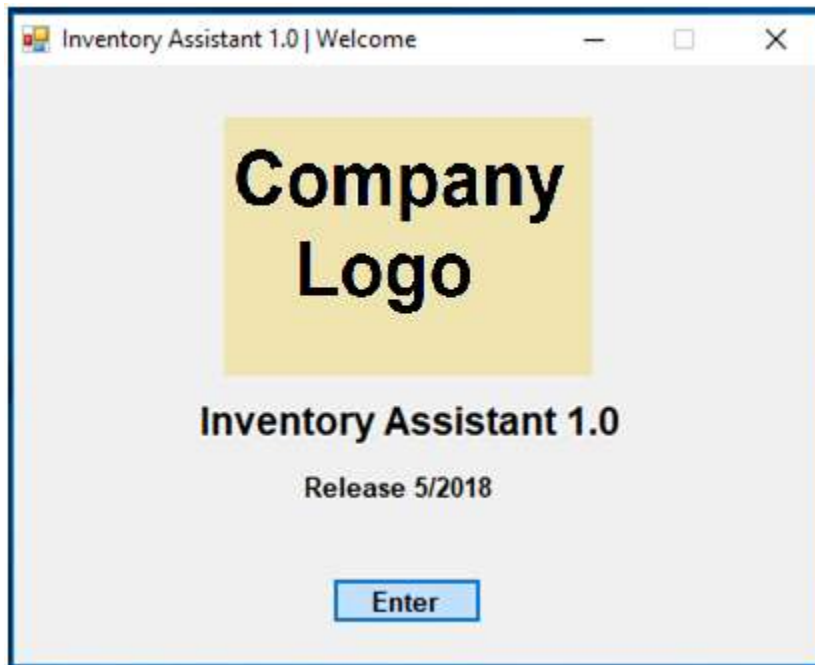 Inventory Assistant 1.0 | Welcome
Company
Logo
Inventory Assistant 1.0
Release 5/2018
Enter